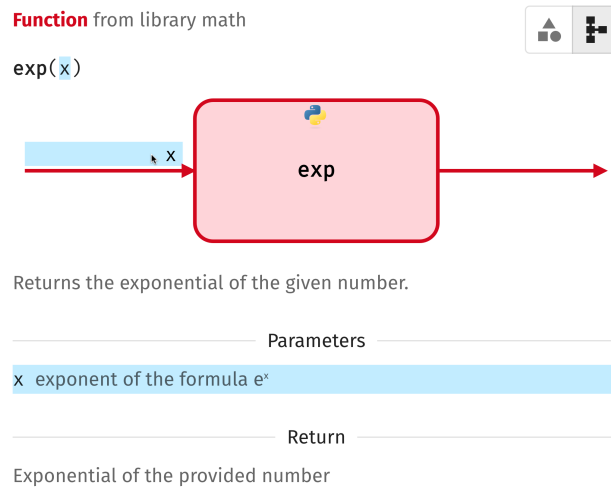 Function from library math
exp(x)
x
exp
Returns the exponential of the given number.
Parameters
x exponent of the formula eˣ
Return
Exponential of the provided number